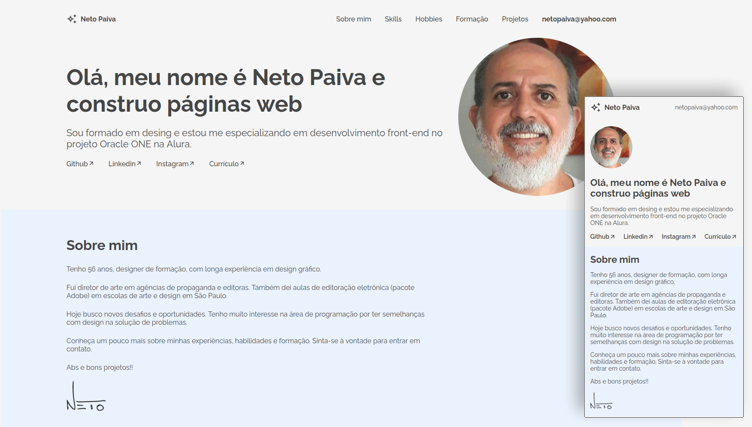 Neto Paiva
Sobre mim Skills Hobbies Formação Projetos netopaiva@yahoo.com
Olá, meu nome é Neto Paiva e
construo páginas web
Sou formado em desing e estou me especializando em desenvolvimento front-end no
projeto Oracle ONE na Alura.
Github Linkedin Instagram Curriculo
Sobre mim
Tenho 56 anos, designer de formação, com longa experiência em design gráfico.
Fui diretor de arte em agências de propaganda e editoras. Também dei aulas de editoração eletrônica (pacote
Adobe) em escolas de arte e design em São Paulo.
Hoje busco novos desafios e oportunidades. Tenho muito interesse na área de programação por ter semelhanças
com design na solução de problemas.
Conheça um pouco mais sobre minhas experiências, habilidades e formação. Sinta-se à vontade para entrar em
contato.
Abs e bons projetos!!
NETO
Neto Paiva netopaiva@yahoo.com
Olá, meu nome é Neto Paiva e
construo páginas web
Sou formado em desing e estou me especializando
em desenvolvimento front-end no projeto Oracle
ONE na Alura.
Github Linkedin Instagram Curriculo
Sobre mim
Tenho 56 anos, designer de formação, com longa
experiência em design gráfico.
Fui diretor de arte em agências de propaganda e
editoras. Também dei aulas de editoração eletrônica
(pacote Adobe) em escolas de arte e design em São
Paulo.
Hoje busco novos desafios e oportunidades. Tenho
muito interesse na área de programação por ter
semelhanças com design na solução de problemas.
Conheça um pouco mais sobre minhas experiências,
habilidades e formação. Sinta-se à vontade para
entrar em contato.
Abs e bons projetos!!
NETO